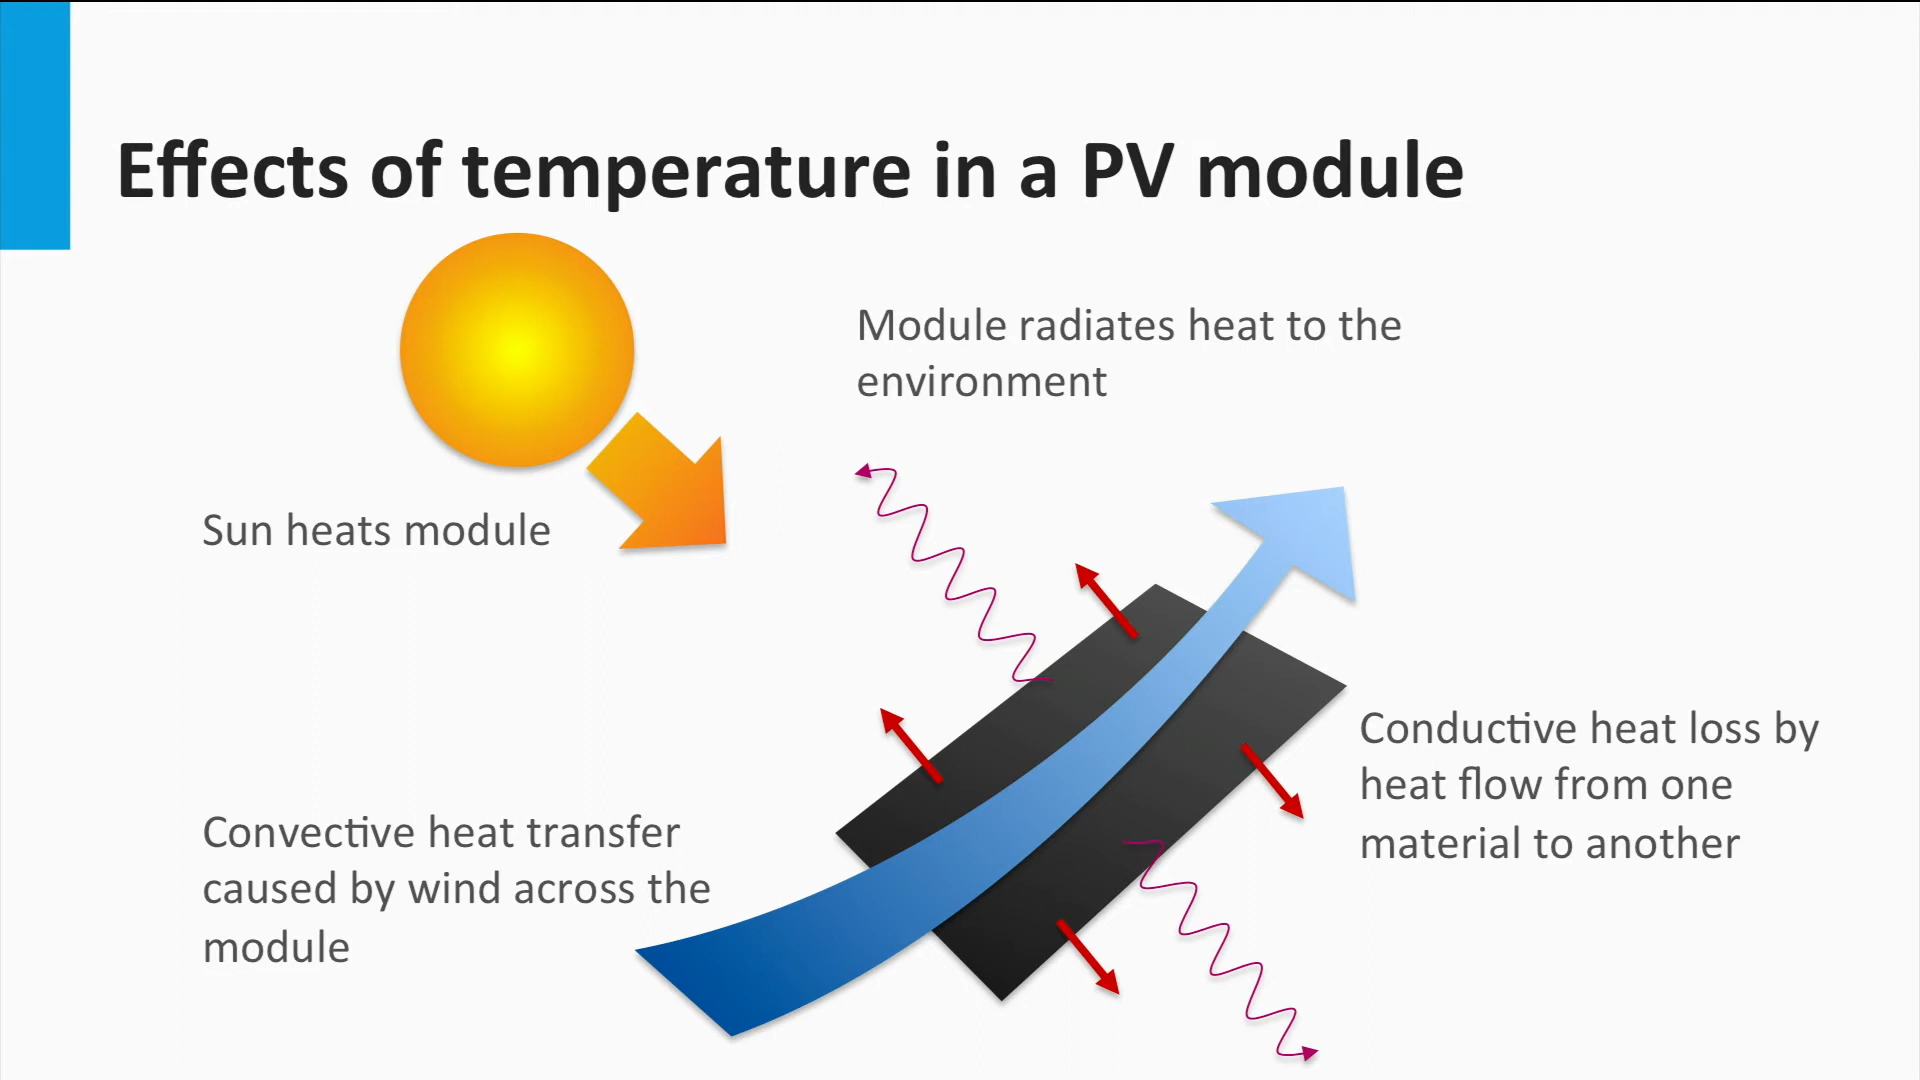 Effects of temperature in a PV module
Module radiates heat to the
environment
Sun heats module
Conductive heat loss by
heat flow from one
material to another
Convective heat transfer
caused by wind across the
module